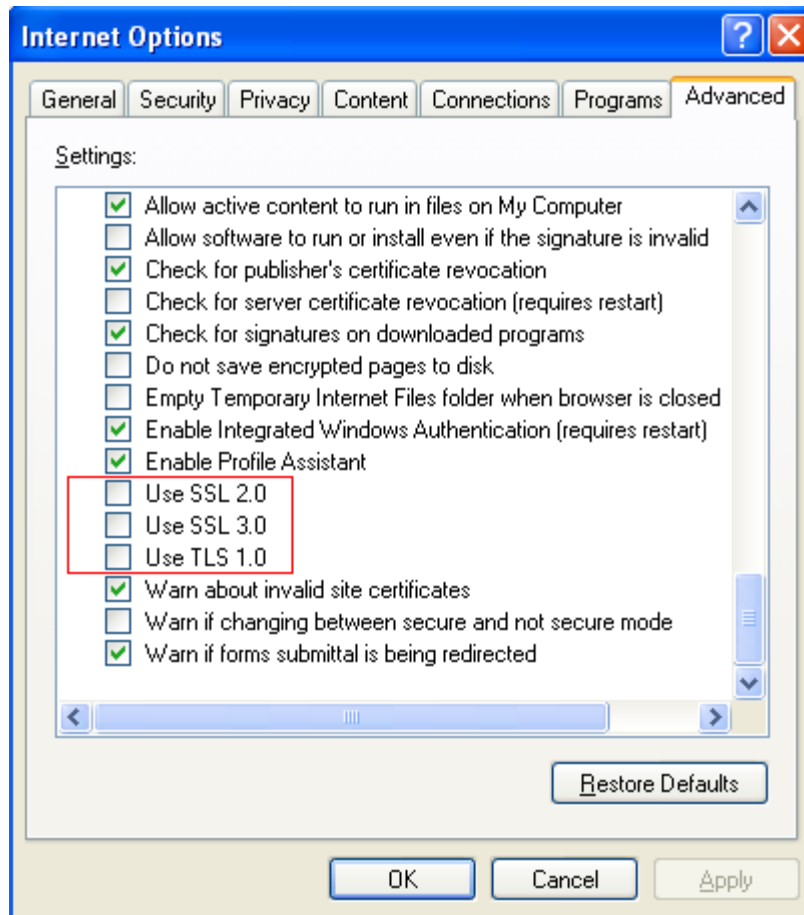 Internet Options
General Security Privacy Content Connections Programs Advanced
Settings:
Allow active content to run in files on My Computer
Allow software to run or install even if the signature is invalid
Check for publisher's certificate revocation
Check for server certificate revocation (requires restart)
Check for signatures on downloaded programs
Do not save encrypted pages to disk
Empty Temporary Internet Files folder when browser is closed
Enable Integrated Windows Authentication (requires restart)
Enable Profile Assistant
Use SSL 2.0
Use SSL 3.0
Use TLS 1.0
Warn about invalid site certificates
Warn if changing between secure and not secure mode
Warn if forms submittal is being redirected
Restore Defaults
OK Cancel Apply